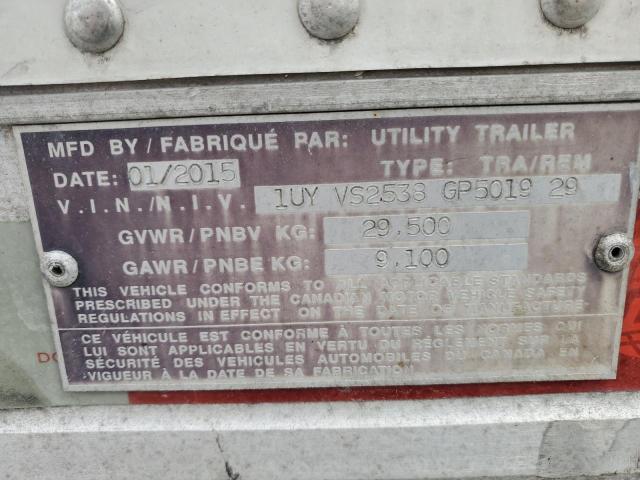 MFD BY / FABRIQUÉ PAR: UTILITY TRAILER
DATE: 01/2015 TYPE: TRA/REM
V.I.N./N.I.V. 1UY VS2538 GP5019 29
GVWR/PNBV KG: 29,500
GAWR/PNBE KG: 9,100
THIS VEHICLE CONFORMS TO ALL APPLICABLE STANDARDS
PRESCRIBED UNDER THE CANADIAN MOTOR VEHICLE SAFETY
REGULATIONS IN EFFECT ON THE DATE OF MANUFACTURE.
CE VÉHICULE EST CONFORME À TOUTES LES NORMES QUI
LUI SONT APPLICABLES EN VERTU DU RÈGLEMENT SUR LA
SÉCURITÉ DES VEHICULES AUTOMOBILES DU CANADA EN
VIGUEUR À LA DATE DE SA FABRICATION